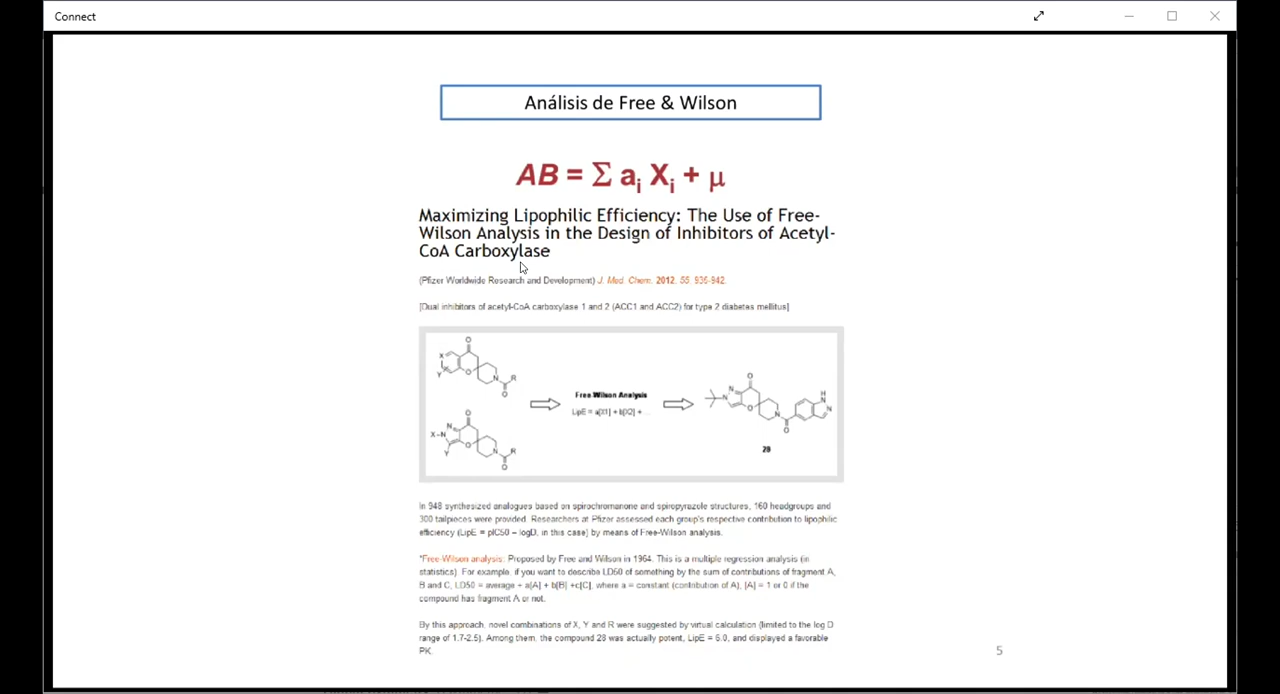 Connect
Análisis de Free & Wilson
AB = Σ ai Xi + μ
Maximizing Lipophilic Efficiency: The Use of Free-
Wilson Analysis in the Design of Inhibitors of Acetyl-
CoA Carboxylase
(Pfizer Worldwide Research and Development) J. Med. Chem. 2012, 55, 936-942.
[Dual inhibitors of acetyl-CoA carboxylase 1 and 2 (ACC1 and ACC2) for type 2 diabetes mellitus]
Free-Wilson Analysis
LipE = a[X1] + b[X2] + ...
28
In 948 synthesized analogues based on spirochromanone and spiropyrazole structures, 160 headgroups and
300 tailpieces were provided. Researchers at Pfizer assessed each group's respective contribution to lipophilic
efficiency (LipE = pIC50 – logD, in this case) by means of Free-Wilson analysis.
*Free-Wilson analysis: Proposed by Free and Wilson in 1964. This is a multiple regression analysis (in
statistics). For example, if you want to describe LD50 of something by the sum of contributions of fragment A,
B and C, LD50 = average + a[A] + b[B] +c[C], where a = constant (contribution of A), [A] = 1 or 0 if the
compound has fragment A or not.
By this approach, novel combinations of X, Y and R were suggested by virtual calculation (limited to the log D
range of 1.7-2.5). Among them, the compound 28 was actually potent, LipE = 6.0, and displayed a favorable
PK.
5